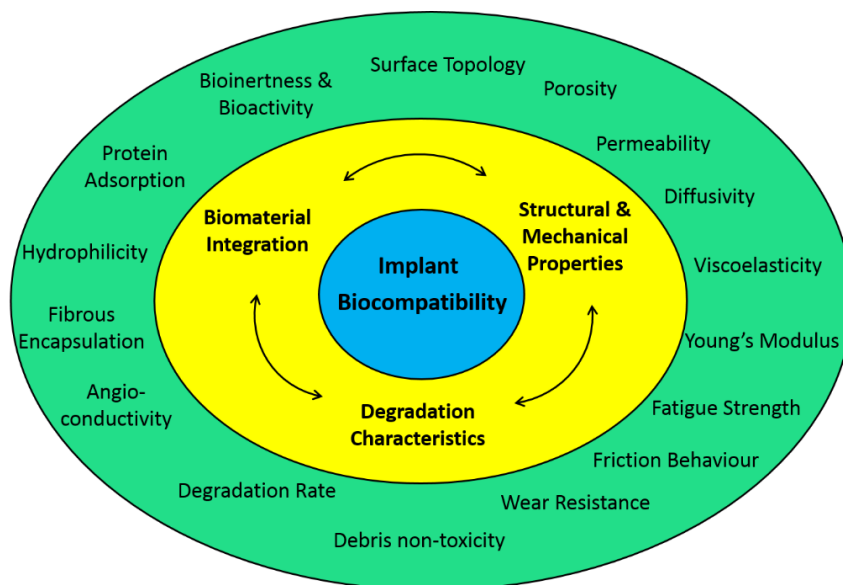 Surface Topology
Bioinertness &
Bioactivity
Porosity
Permeability
Protein
Adsorption
Diffusivity
Biomaterial
Integration
Structural &
Mechanical
Properties
Hydrophilicity
Implant
Biocompatibility
Viscoelasticity
Fibrous
Encapsulation
Young's Modulus
Angio-
conductivity
Degradation
Characteristics
Fatigue Strength
Friction Behaviour
Degradation Rate
Wear Resistance
Debris non-toxicity